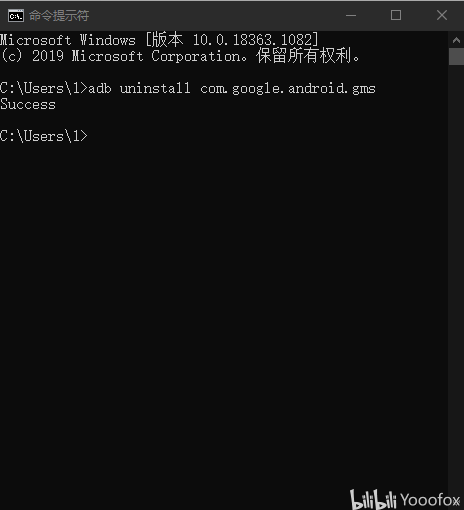 命令提示符
Microsoft Windows [版本 10.0.18363.1082]
(c) 2019 Microsoft Corporation。保留所有权利。
C:\Users\1>adb uninstall com.google.android.gms
Success
C:\Users\1>
bilibili Yooofox